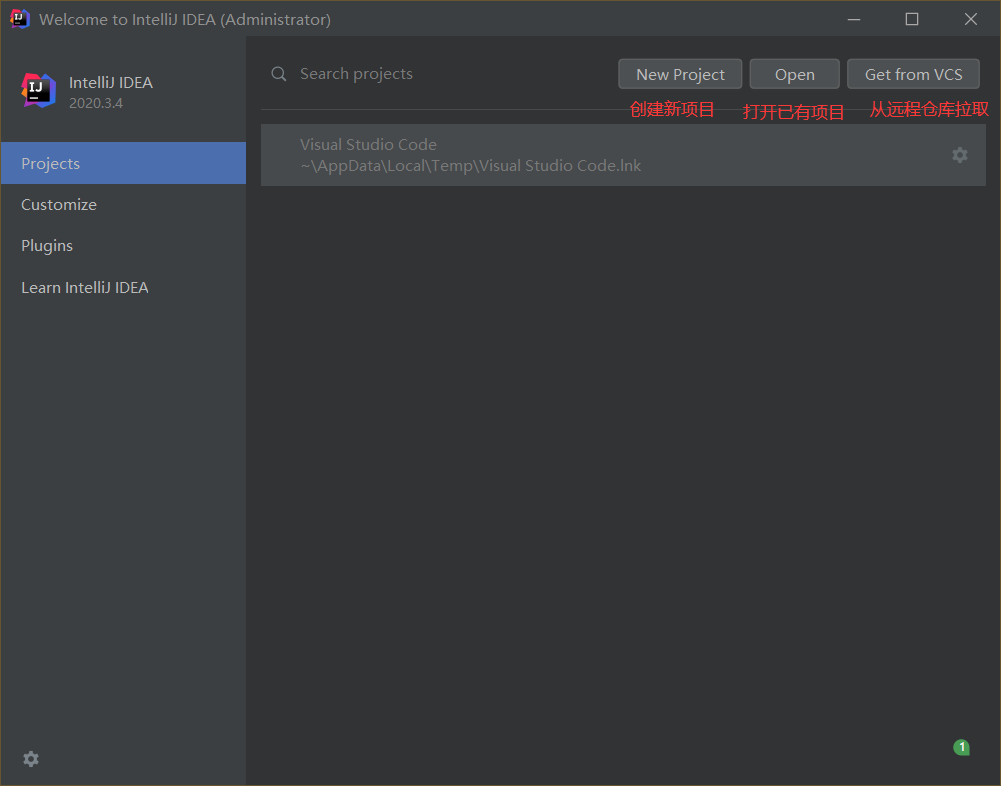 Welcome to IntelliJ IDEA (Administrator)
IJ
IntelliJ IDEA
2020.3.4
Projects
Customize
Plugins
Learn IntelliJ IDEA
Search projects
New Project
Open
Get from VCS
创建新项目
打开已有项目
从远程仓库拉取
Visual Studio Code
~\AppData\Local\Temp\Visual Studio Code.lnk
1